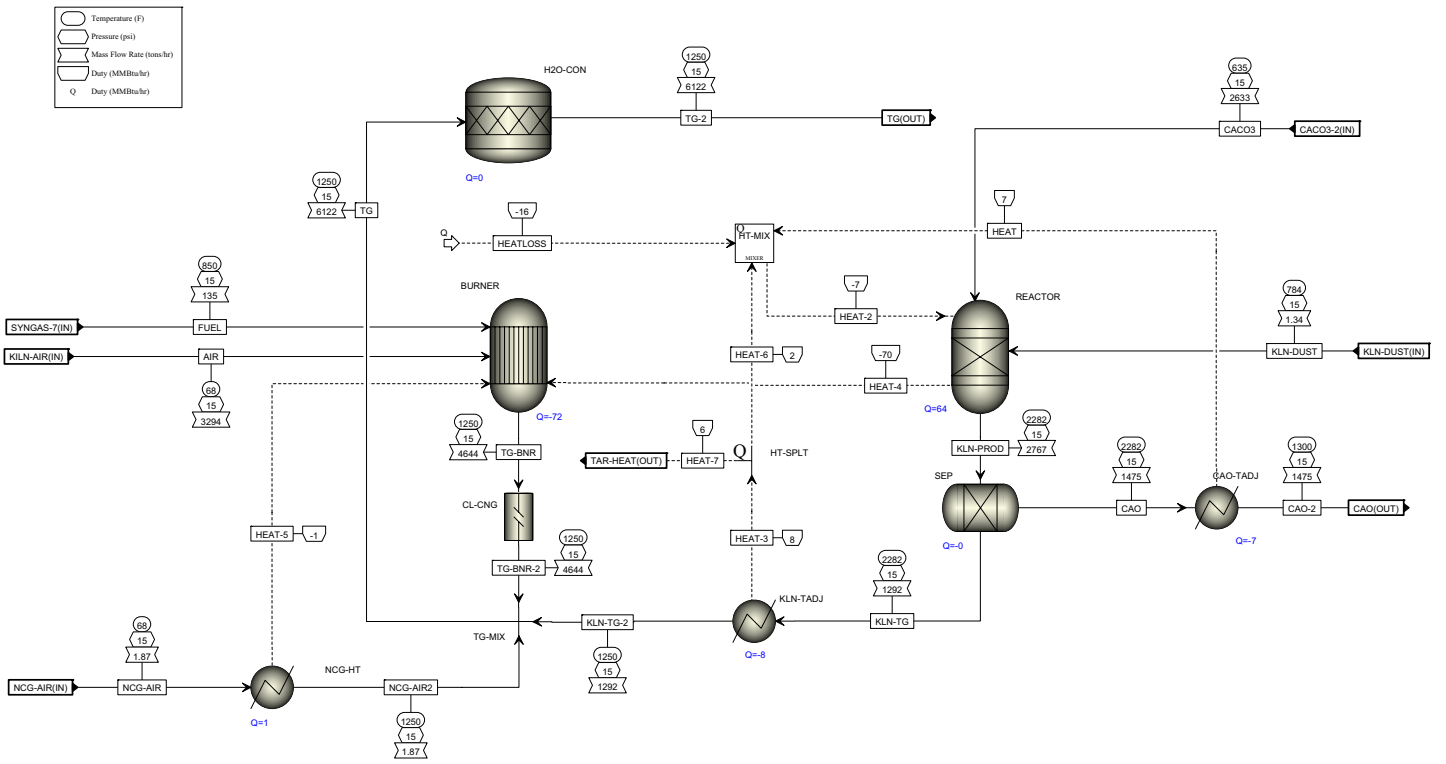 Temperature (F)
Pressure (psi)
Mass Flow Rate (tons/hr)
Duty (MMBtu/hr)
Q Duty (MMBtu/hr)
H2O-CON
Q=0
1250
15
6122
TG-2
TG(OUT)
635
15
2633
CACO3
CACO3-2(IN)
1250
15
6122
TG
Q
-16
HEATLOSS
Q
HT-MIX
MIXER
7
HEAT
850
15
135
FUEL
SYNGAS-7(IN)
BURNER
-7
HEAT-2
REACTOR
784
15
1.34
KLN-DUST
KLN-DUST(IN)
KILN-AIR(IN)
AIR
68
15
3294
HEAT-6
2
-70
HEAT-4
Q=-72
Q=64
1250
15
4644
TG-BNR
6
TAR-HEAT(OUT)
HEAT-7
Q
HT-SPLT
KLN-PROD
2282
15
2767
SEP
Q=-0
2282
15
1475
CAO
CAO-TADJ
Q=-7
1300
15
1475
CAO-2
CAO(OUT)
CL-CNG
HEAT-5
-1
HEAT-3
8
TG-BNR-2
1250
15
4644
2282
15
1292
KLN-TG
KLN-TADJ
Q=-8
KLN-TG-2
1250
15
1292
TG-MIX
68
15
1.87
NCG-AIR(IN)
NCG-AIR
NCG-HT
Q=1
NCG-AIR2
1250
15
1.87